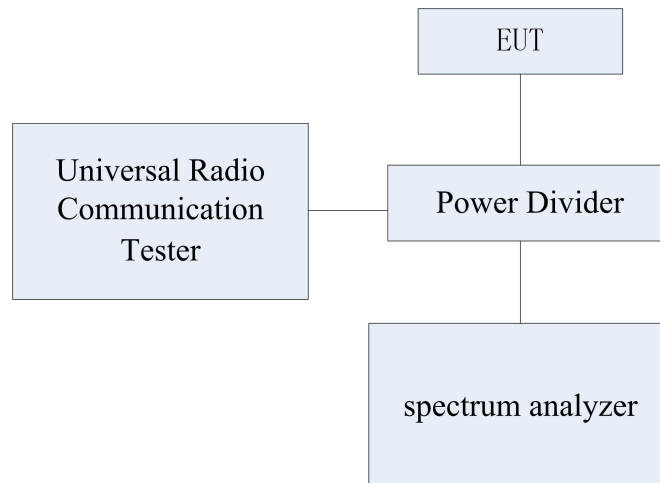 EUT
Universal Radio
Communication
Tester
Power Divider
spectrum analyzer